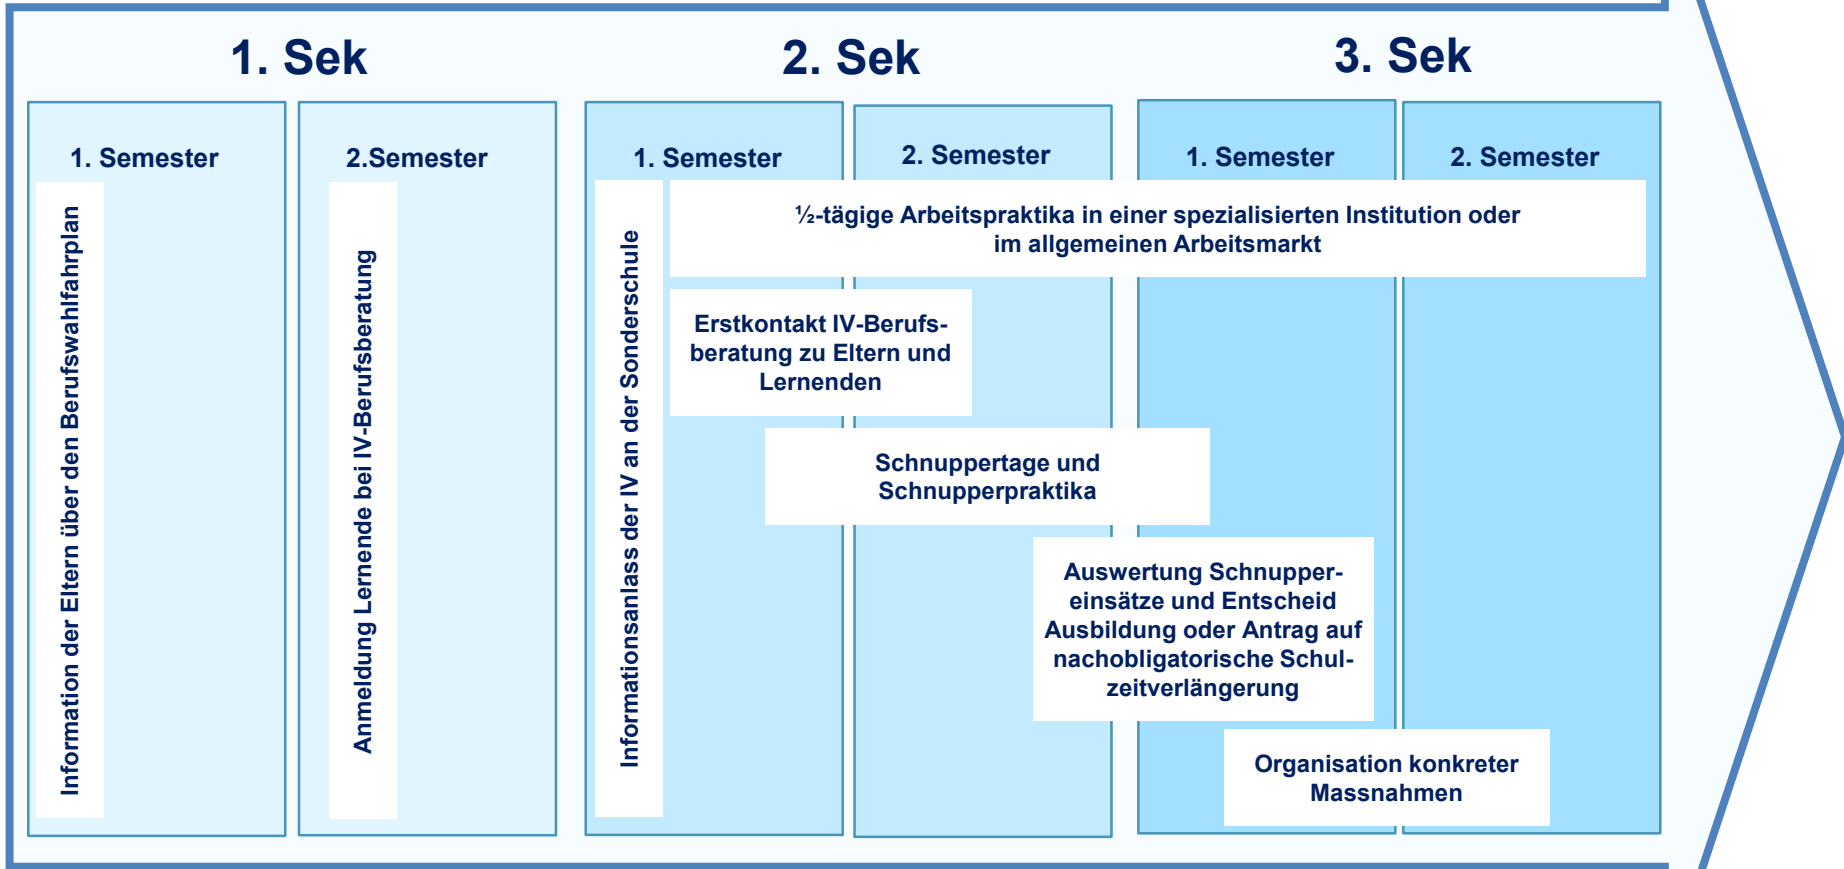 1. Sek
2. Sek
3. Sek
1. Semester
2.Semester
1. Semester
2. Semester
1. Semester
2. Semester
Information der Eltern über den Berufswahlfahrplan
Anmeldung Lernende bei IV-Berufsberatung
Informationsanlass der IV an der Sonderschule
½-tägige Arbeitspraktika in einer spezialisierten Institution oder
im allgemeinen Arbeitsmarkt
Erstkontakt IV-Berufs-
beratung zu Eltern und
Lernenden
Schnuppertage und
Schnupperpraktika
Auswertung Schnupper-
einsätze und Entscheid
Ausbildung oder Antrag auf
nachobligatorische Schul-
zeitverlängerung
Organisation konkreter
Massnahmen